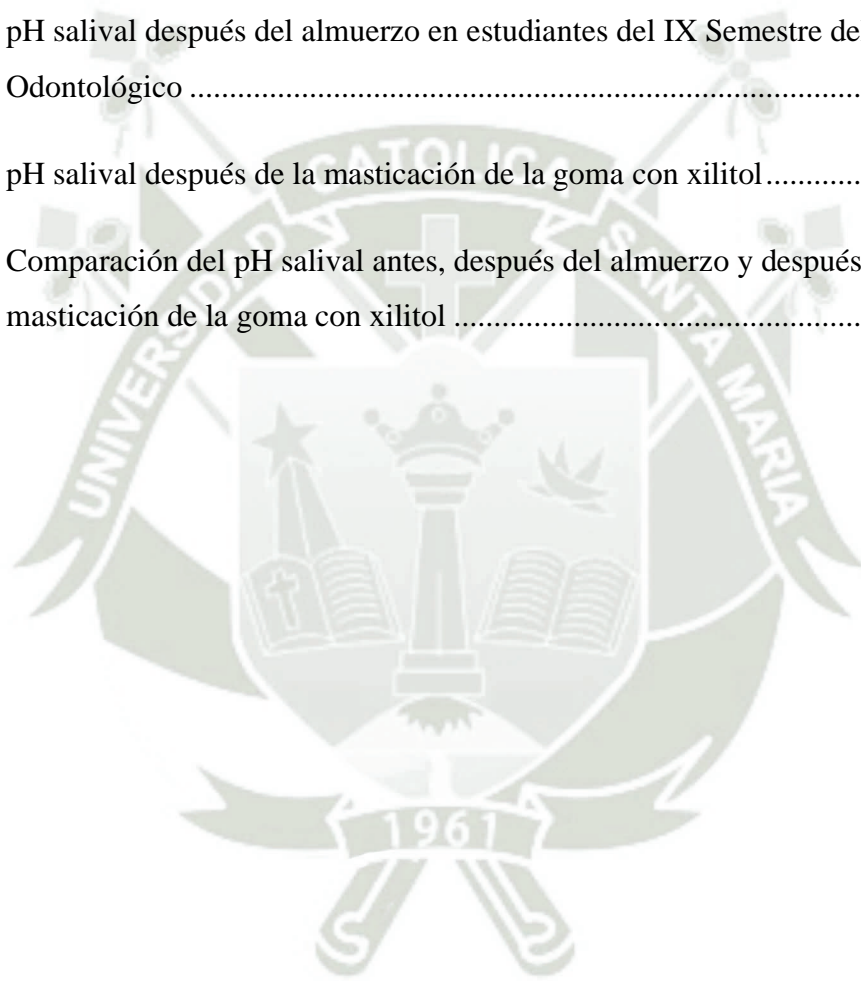 pH salival después del almuerzo en estudiantes del IX Semestre de
Odontológico ....................................................................................
pH salival después de la masticación de la goma con xilitol............
Comparación del pH salival antes, después del almuerzo y después
masticación de la goma con xilitol ...................................................
UNIVERSIDAD CATOLICA SANTA MARIA
1961